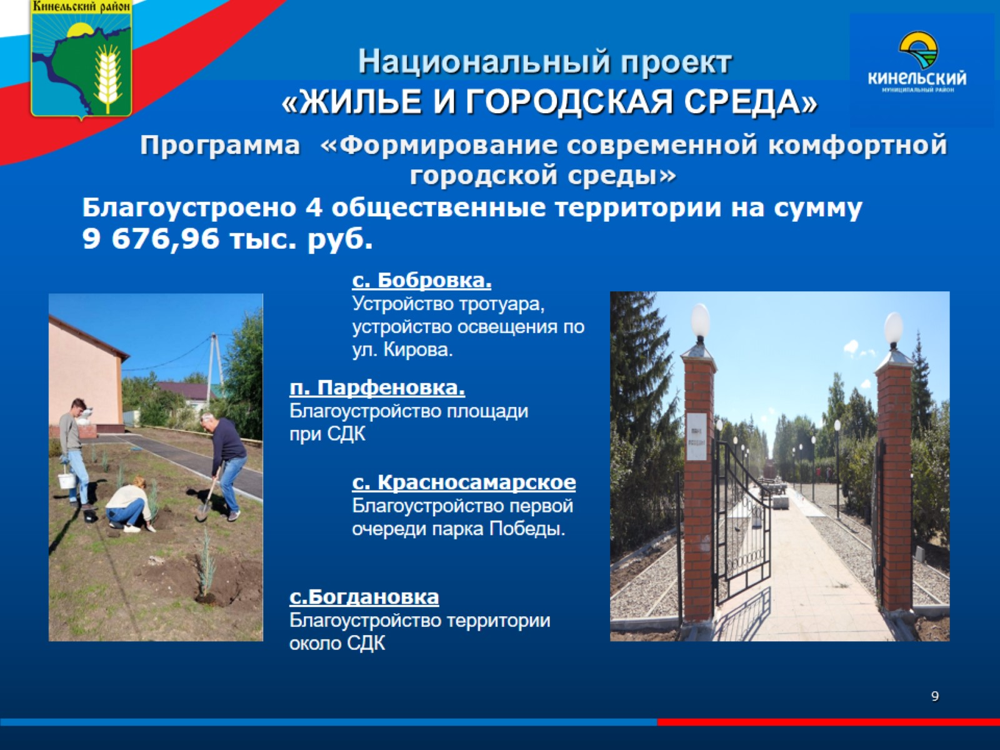 Кинельский район
КИНЕЛЬСКИЙ
МУНИЦИПАЛЬНЫЙ РАЙОН
Национальный проект
«ЖИЛЬЕ И ГОРОДСКАЯ СРЕДА»
Программа «Формирование современной комфортной
городской среды»
Благоустроено 4 общественные территории на сумму
9 676,96 тыс. руб.
с. Бобровка.
Устройство тротуара,
устройство освещения по
ул. Кирова.
п. Парфеновка.
Благоустройство площади
при СДК
с. Красносамарское
Благоустройство первой
очереди парка Победы.
с.Богдановка
Благоустройство территории
около СДК
9